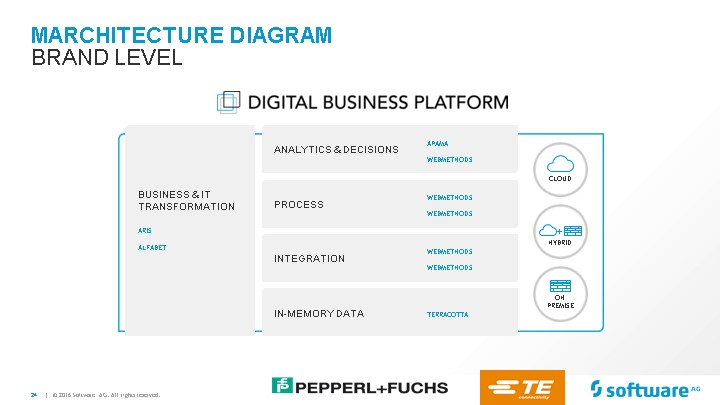 MARCHITECTURE DIAGRAM
BRAND LEVEL
DIGITAL BUSINESS PLATFORM
BUSINESS & IT
TRANSFORMATION
ARIS
ALFABET
ANALYTICS & DECISIONS
APAMA
WEBMETHODS
PROCESS
WEBMETHODS
WEBMETHODS
INTEGRATION
WEBMETHODS
WEBMETHODS
IN-MEMORY DATA
TERRACOTTA
CLOUD
+
HYBRID
ON
PREMISE
24 | © 2016 Software AG. All rights reserved.
PEPPERL+FUCHS
TE
connectivity
software AG